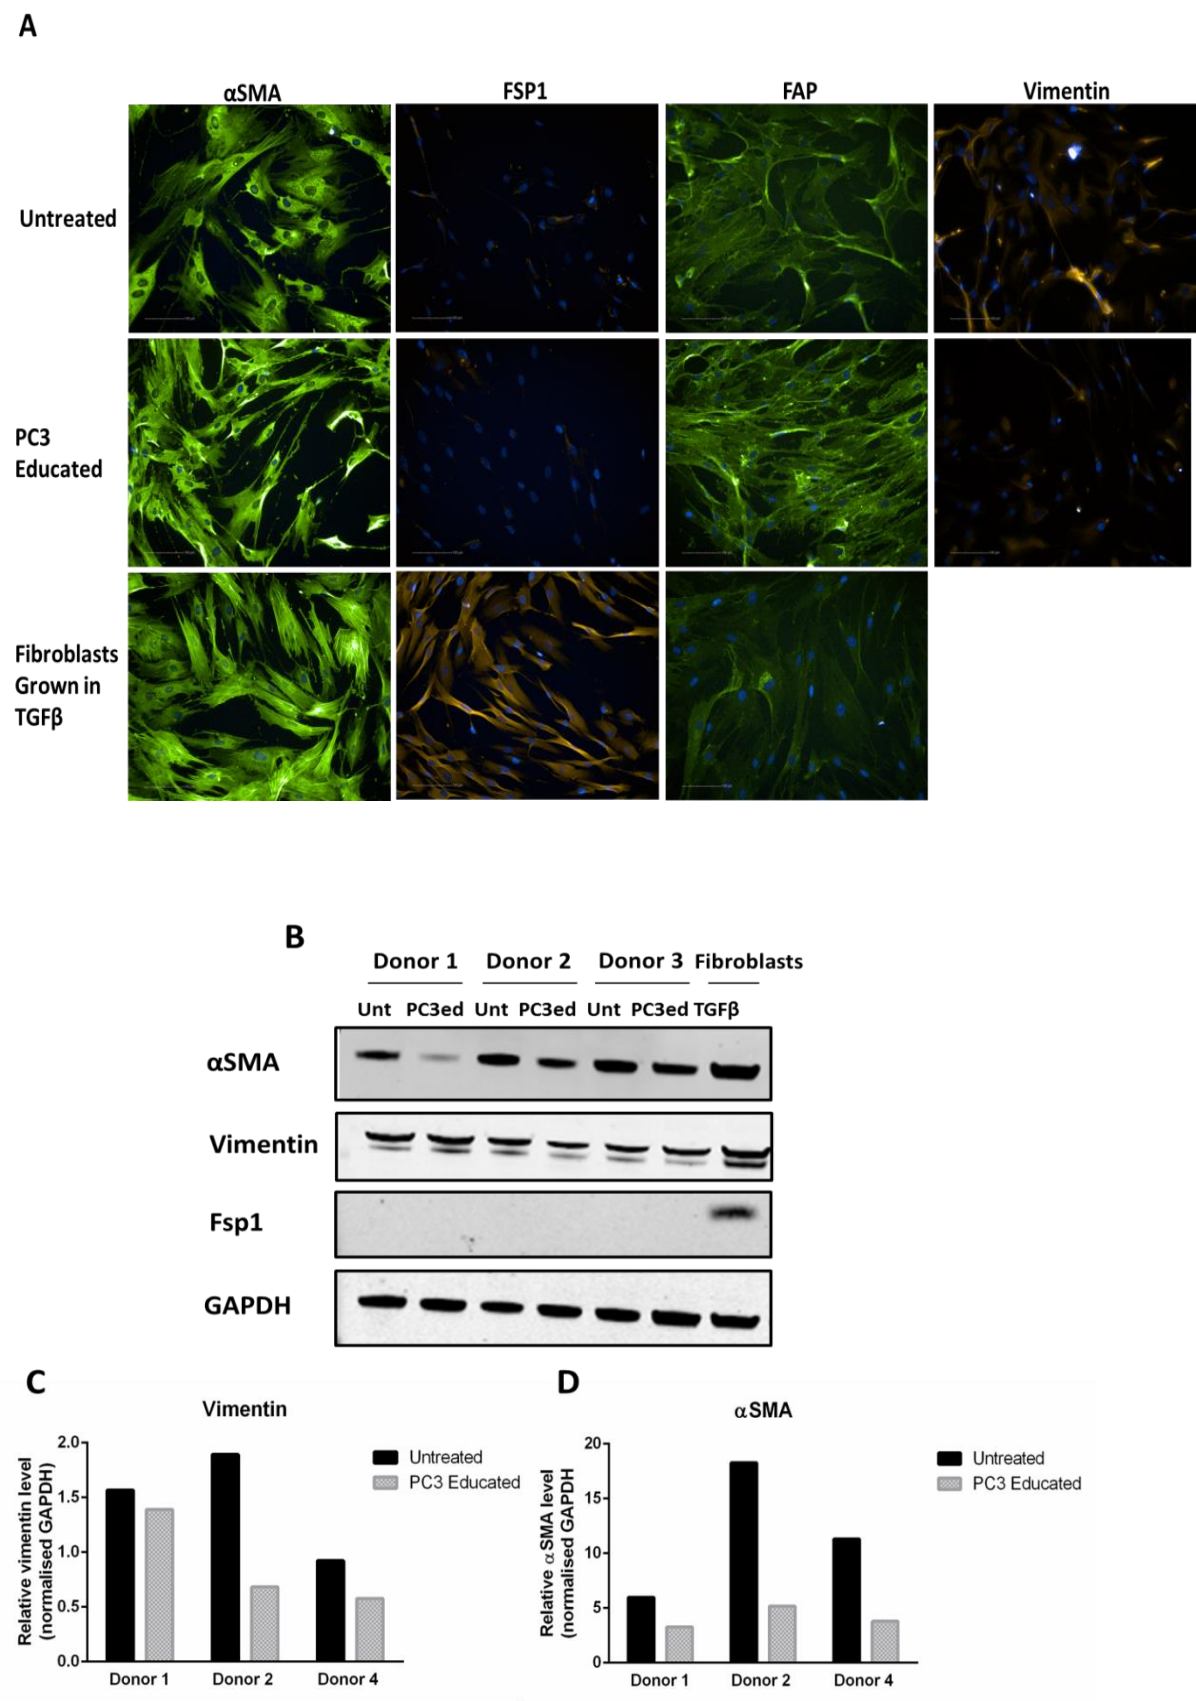 A
αSMA FSP1 FAP Vimentin
Untreated
PC3
Educated
Fibroblasts
Grown in
TGFβ
B
Donor 1 Donor 2 Donor 3 Fibroblasts
Unt PC3ed Unt PC3ed Unt PC3ed TGFβ
αSMA
Vimentin
Fsp1
GAPDH
C
Vimentin
Relative vimentin level
(normalised GAPDH)
2.0
1.5
1.0
0.5
0.0
Donor 1 Donor 2 Donor 4
Untreated
PC3 Educated
D
αSMA
Relative αSMA level
(normalised GAPDH)
20
15
10
5
0
Donor 1 Donor 2 Donor 4
Untreated
PC3 Educated